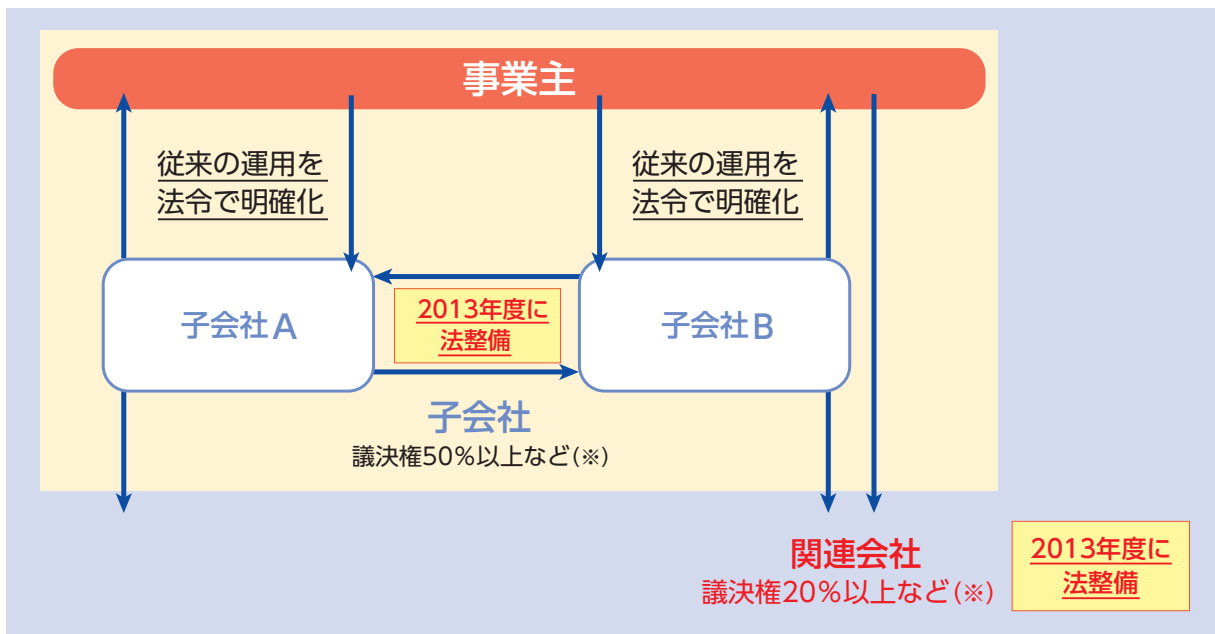 事業主
従来の運用を
法令で明確化
従来の運用を
法令で明確化
子会社A
2013年度に
法整備
子会社B
子会社
議決権50%以上など(※)
関連会社
議決権20%以上など(※)
2013年度に
法整備